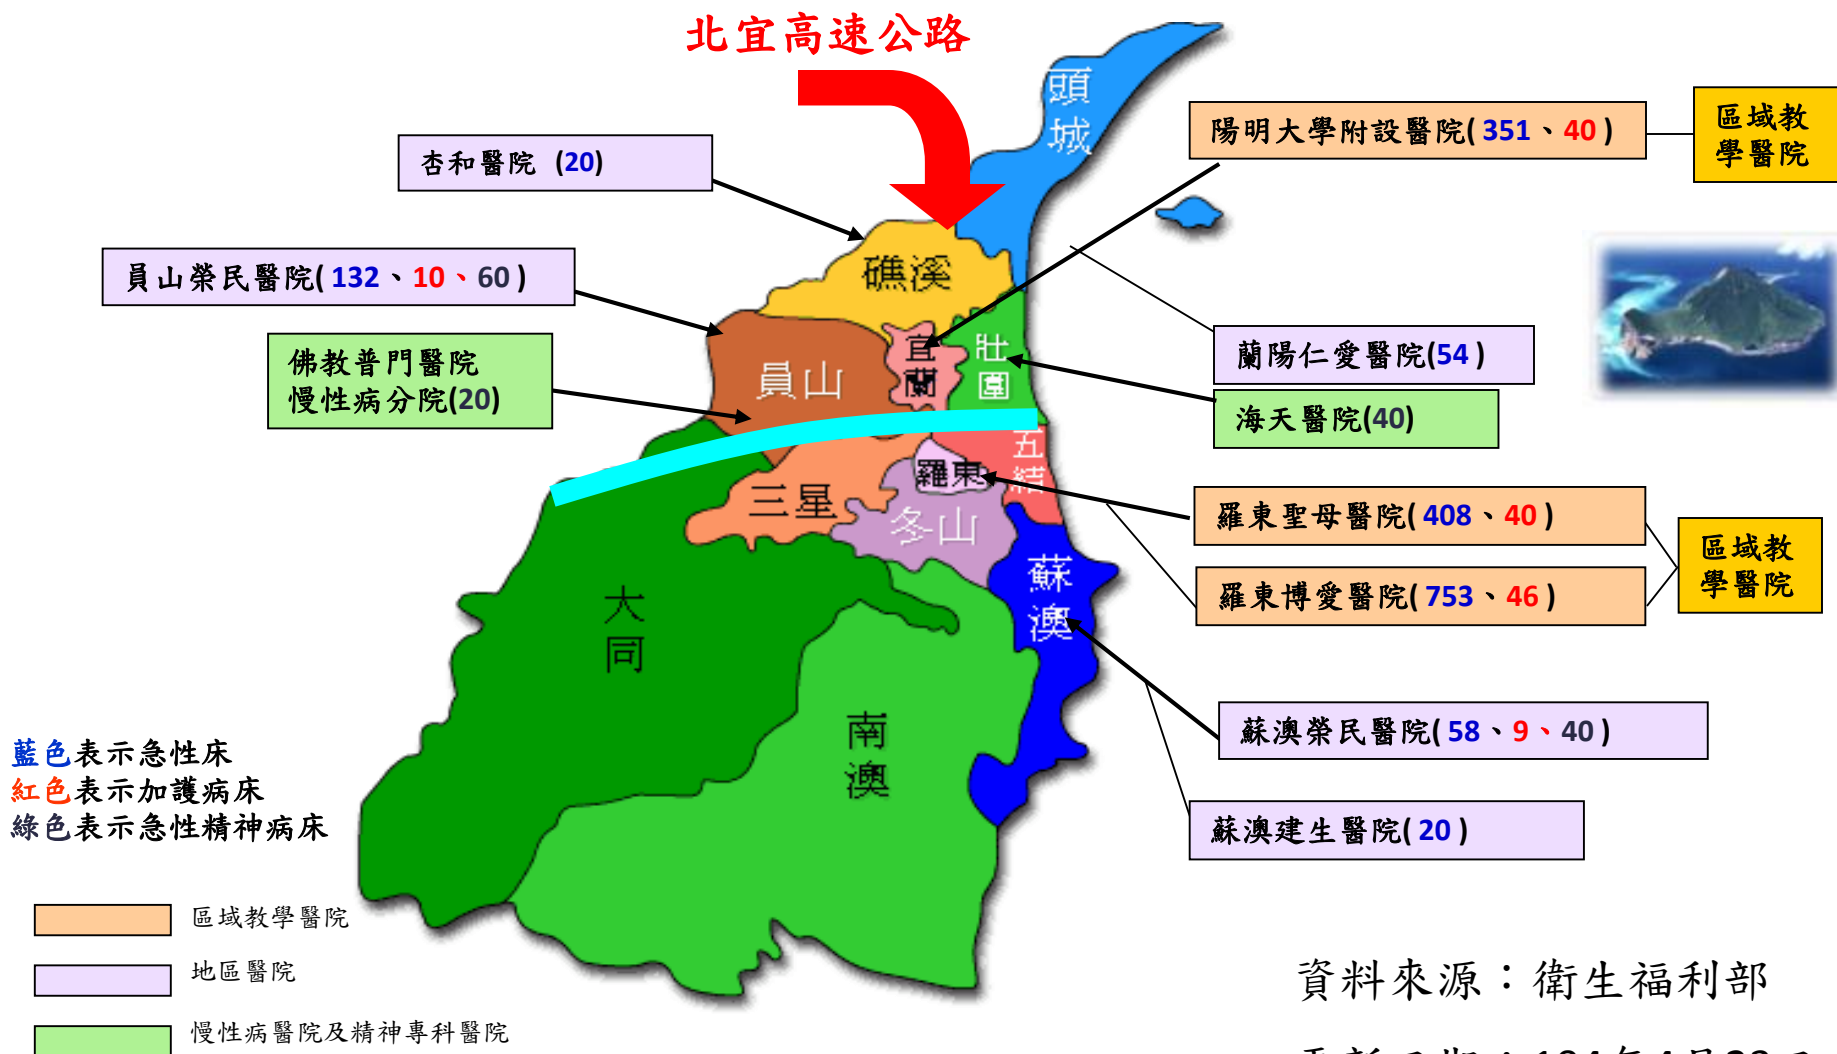 北宜高速公路
杏和醫院 (20)
員山榮民醫院( 132、10、60 )
佛教普門醫院
慢性病分院(20)
陽明大學附設醫院( 351、40 )
區域教
學醫院
蘭陽仁愛醫院(54 )
海天醫院(40)
羅東聖母醫院( 408、40 )
羅東博愛醫院( 753、46 )
區域教
學醫院
蘇澳榮民醫院( 58、9、40 )
蘇澳建生醫院( 20 )
頭
城
礁溪
員山
宜
蘭
壯
圍
五
結
羅東
三星
冬山
蘇
澳
大
同
南
澳
藍色表示急性床
紅色表示加護病床
綠色表示急性精神病床
區域教學醫院
地區醫院
慢性病醫院及精神專科醫院
資料來源：衛生福利部